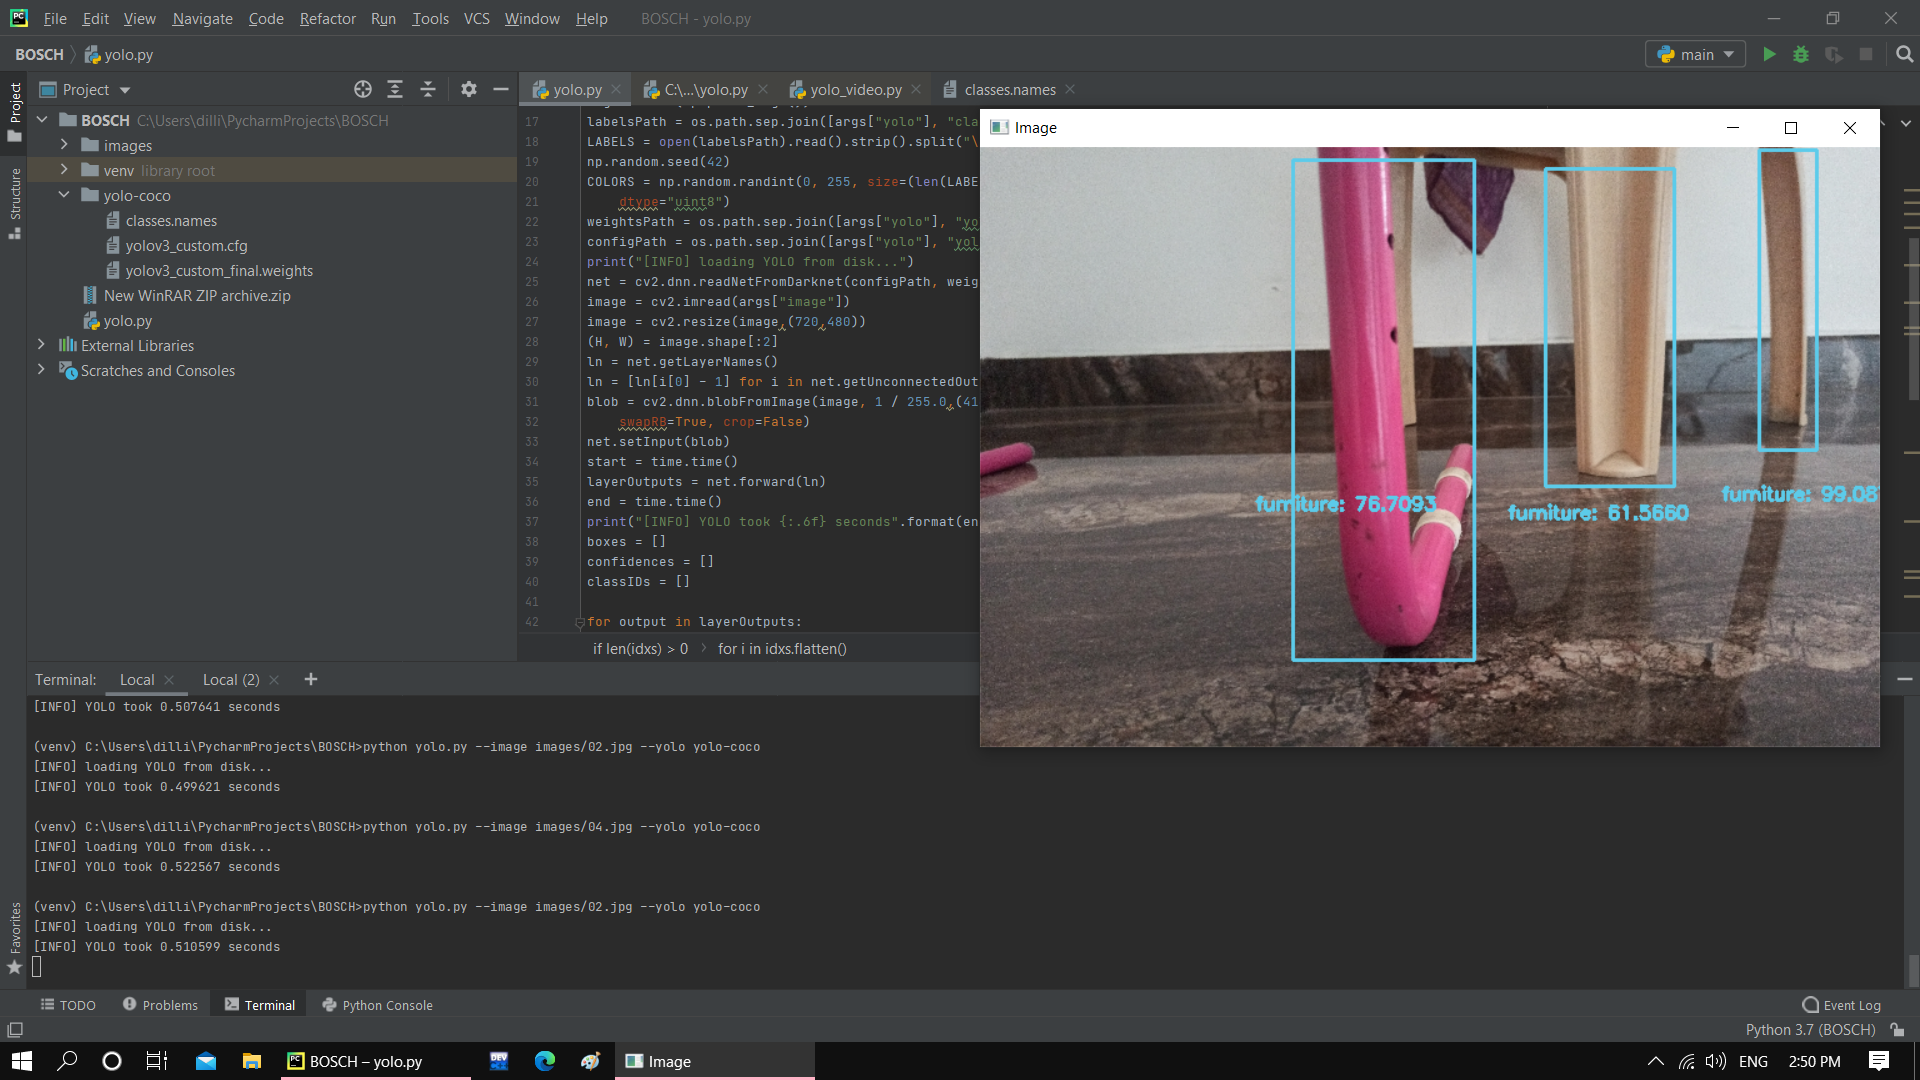 File Edit View Navigate Code Refactor Run Tools VCS Window Help BOSCH - yolo.py
BOSCH yolo.py
main
Project
Structure
Favorites
Project
BOSCH C:\Users\dilli\PycharmProjects\BOSCH
images
venv library root
yolo-coco
classes.names
yolov3_custom.cfg
yolov3_custom_final.weights
New WinRAR ZIP archive.zip
yolo.py
External Libraries
Scratches and Consoles
yolo.py C:\...\yolo.py yolo_video.py classes.names
17 labelsPath = os.path.sep.join([args["yolo"], "cla
18 LABELS = open(labelsPath).read().strip().split("\
19 np.random.seed(42)
20 COLORS = np.random.randint(0, 255, size=(len(LABE
21 dtype="uint8")
22 weightsPath = os.path.sep.join([args["yolo"], "yo
23 configPath = os.path.sep.join([args["yolo"], "yol
24 print("[INFO] loading YOLO from disk...")
25 net = cv2.dnn.readNetFromDarknet(configPath, weig
26 image = cv2.imread(args["image"])
27 image = cv2.resize(image,(720,480))
28 (H, W) = image.shape[:2]
29 ln = net.getLayerNames()
30 ln = [ln[i[0] - 1] for i in net.getUnconnectedOut
31 blob = cv2.dnn.blobFromImage(image, 1 / 255.0,(41
32 swapRB=True, crop=False)
33 net.setInput(blob)
34 start = time.time()
35 layerOutputs = net.forward(ln)
36 end = time.time()
37 print("[INFO] YOLO took {:.6f} seconds".format(en
38 boxes = []
39 confidences = []
40 classIDs = []
41
42 for output in layerOutputs:
if len(idxs) > 0 for i in idxs.flatten()
Image
furniture: 76.7093
furniture: 61.5660
furniture: 99.08
Terminal: Local Local (2)
[INFO] YOLO took 0.507641 seconds
(venv) C:\Users\dilli\PycharmProjects\BOSCH>python yolo.py --image images/02.jpg --yolo yolo-coco
[INFO] loading YOLO from disk...
[INFO] YOLO took 0.499621 seconds
(venv) C:\Users\dilli\PycharmProjects\BOSCH>python yolo.py --image images/04.jpg --yolo yolo-coco
[INFO] loading YOLO from disk...
[INFO] YOLO took 0.522567 seconds
(venv) C:\Users\dilli\PycharmProjects\BOSCH>python yolo.py --image images/02.jpg --yolo yolo-coco
[INFO] loading YOLO from disk...
[INFO] YOLO took 0.510599 seconds
TODO Problems Terminal Python Console Event Log
Python 3.7 (BOSCH)
BOSCH – yolo.py Image ENG 2:50 PM